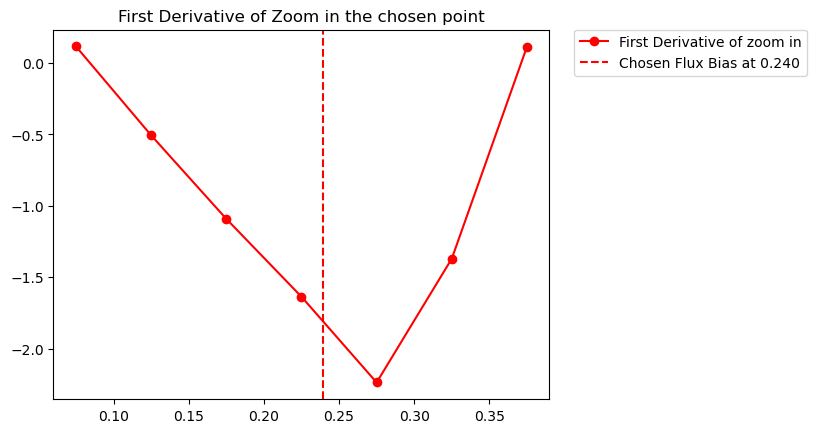 First Derivative of Zoom in the chosen point
First Derivative of zoom in
Chosen Flux Bias at 0.240
0.0
−0.5
−1.0
−1.5
−2.0
0.10 0.15 0.20 0.25 0.30 0.35